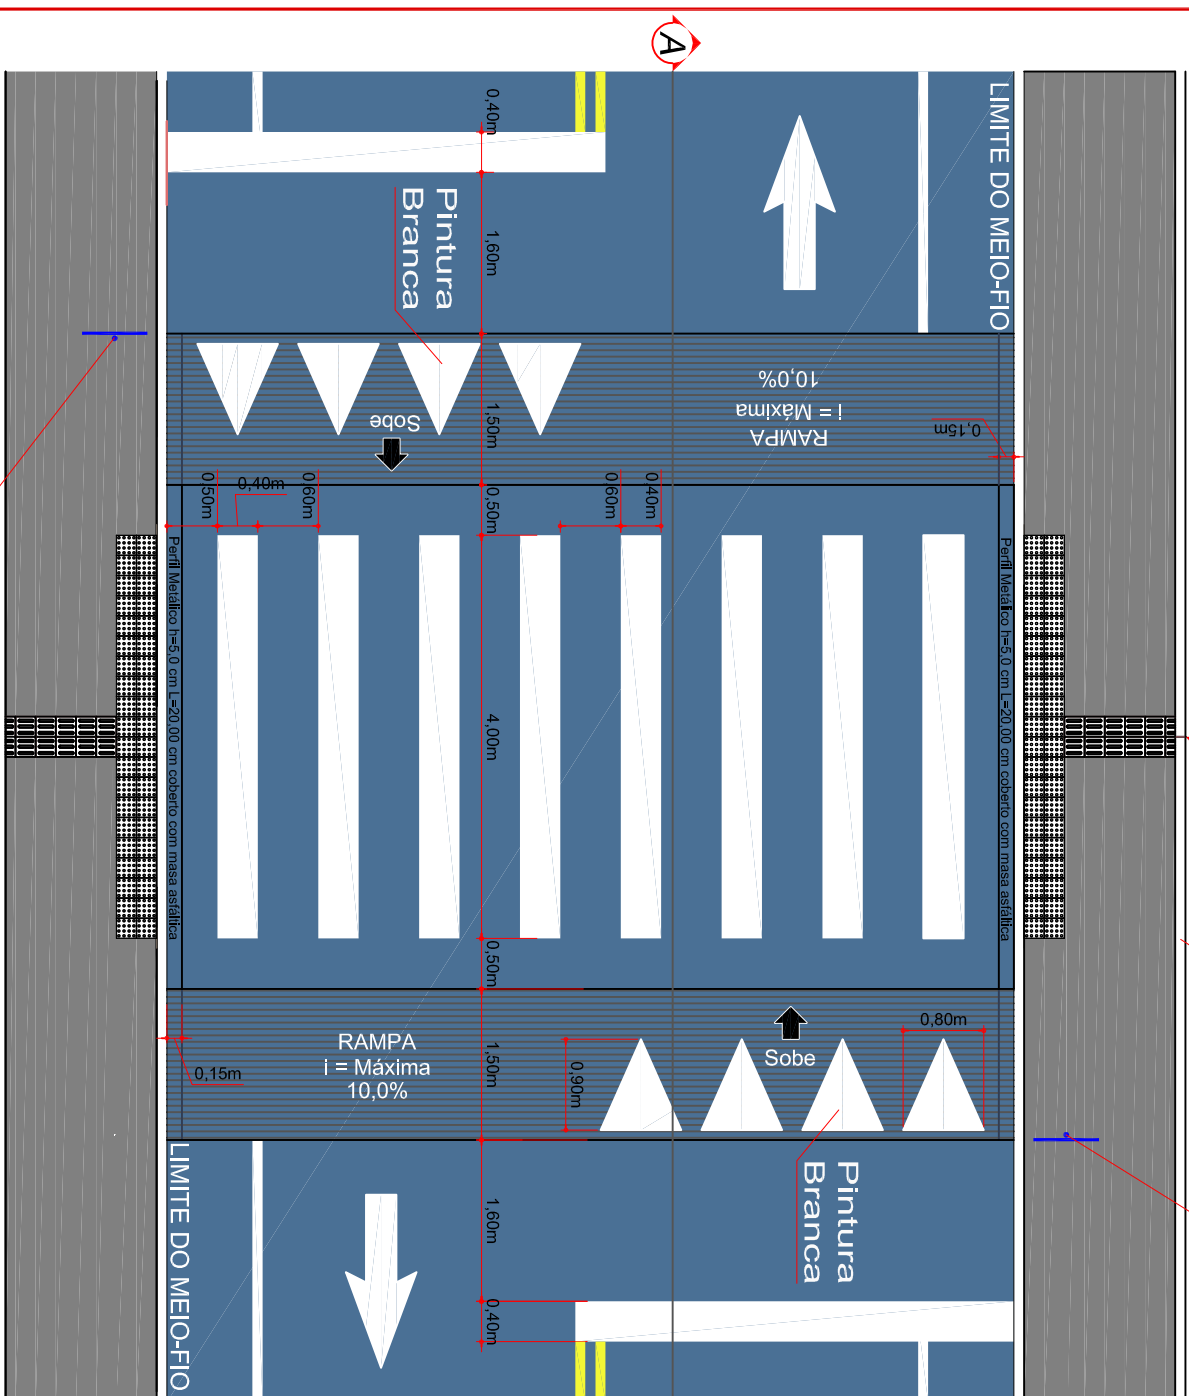 A
0,40m
LIMITE DO MEIO-FIO
Pintura
Branca
1,60m
RAMPA
i = Máxima
10,0%
Sobe
1,50m
0,15m
0,50m
0,40m
0,60m
0,50m
0,60m
0,40m
Perfil Metálico h=5,0 cm L=20,00 cm coberto com masa asfáltica
Perfil Metálico h=5,0 cm L=20,00 cm coberto com masa asfáltica
4,00m
0,50m
RAMPA
i = Máxima
10,0%
1,50m
0,90m
Sobe
0,80m
0,15m
LIMITE DO MEIO-FIO
Pintura
Branca
1,60m
0,40m